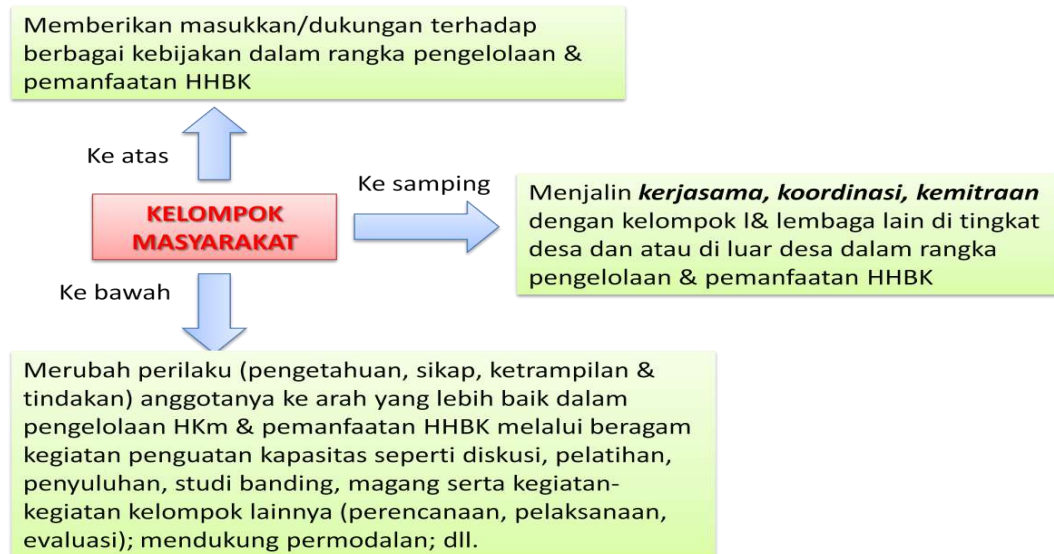 Memberikan masukkan/dukungan terhadap
berbagai kebijakan dalam rangka pengelolaan &
pemanfaatan HHBK
Ke atas
Ke samping
KELOMPOK
MASYARAKAT
Menjalin kerjasama, koordinasi, kemitraan
dengan kelompok l& lembaga lain di tingkat
desa dan atau di luar desa dalam rangka
pengelolaan & pemanfaatan HHBK
Ke bawah
Merubah perilaku (pengetahuan, sikap, ketrampilan &
tindakan) anggotanya ke arah yang lebih baik dalam
pengelolaan HKm & pemanfaatan HHBK melalui beragam
kegiatan penguatan kapasitas seperti diskusi, pelatihan,
penyuluhan, studi banding, magang serta kegiatan-
kegiatan kelompok lainnya (perencanaan, pelaksanaan,
evaluasi); mendukung permodalan; dll.